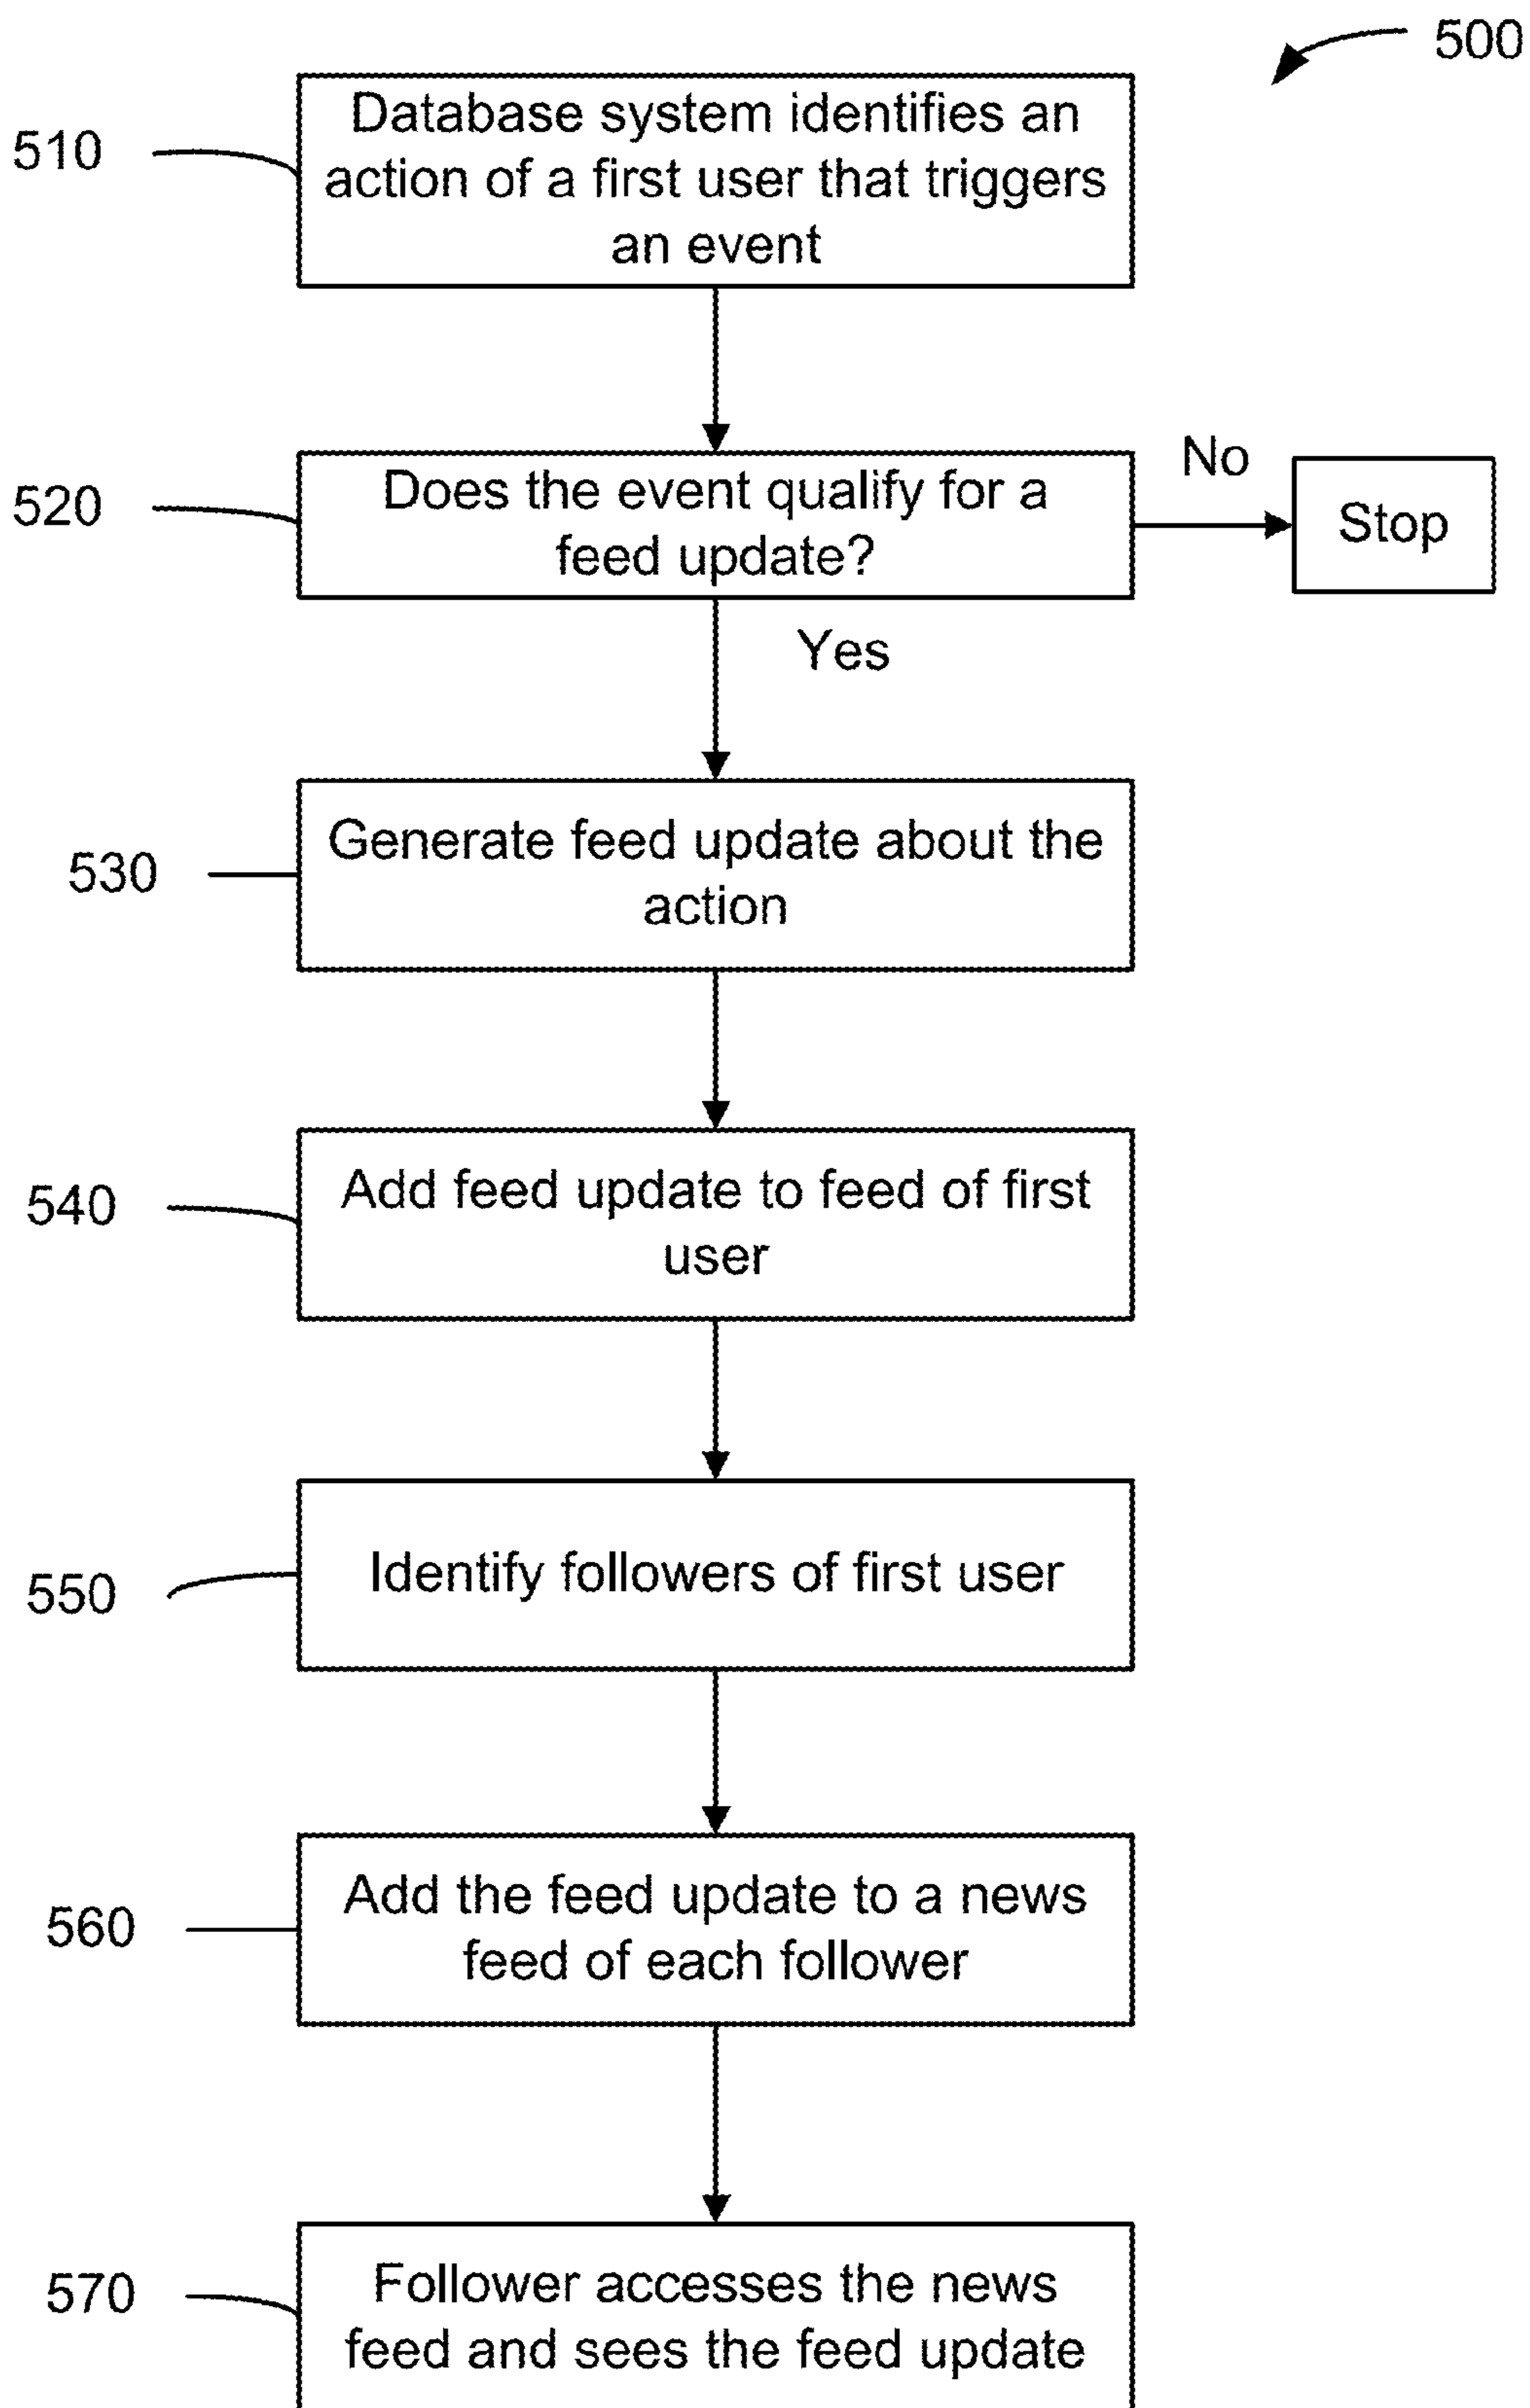 500
510
Database system identifies an
action of a first user that triggers
an event
520
Does the event qualify for a
feed update?
No
Stop
Yes
530
Generate feed update about the
action
540
Add feed update to feed of first
user
550
Identify followers of first user
560
Add the feed update to a news
feed of each follower
570
Follower accesses the news
feed and sees the feed update